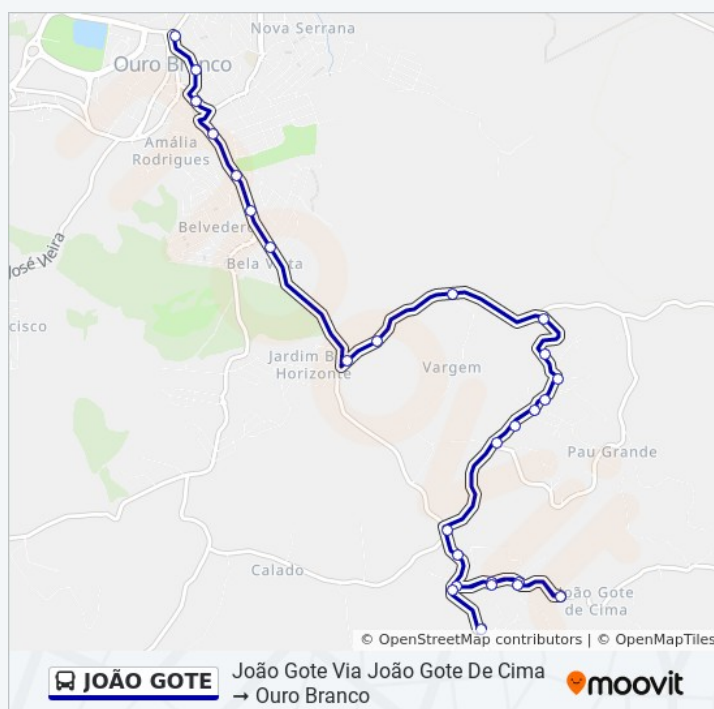 Nova Serrana
Ouro Branco
Amália
Rodrigues
Belvedere
José Vieira
Bela Vista
cisco
Jardim B
Horizonte
Vargem
Pau Grande
Calado
João Gote
de Cima
© OpenStreetMap contributors | © OpenMapTiles
JOÃO GOTE
João Gote Via João Gote De Cima
→ Ouro Branco
moovit